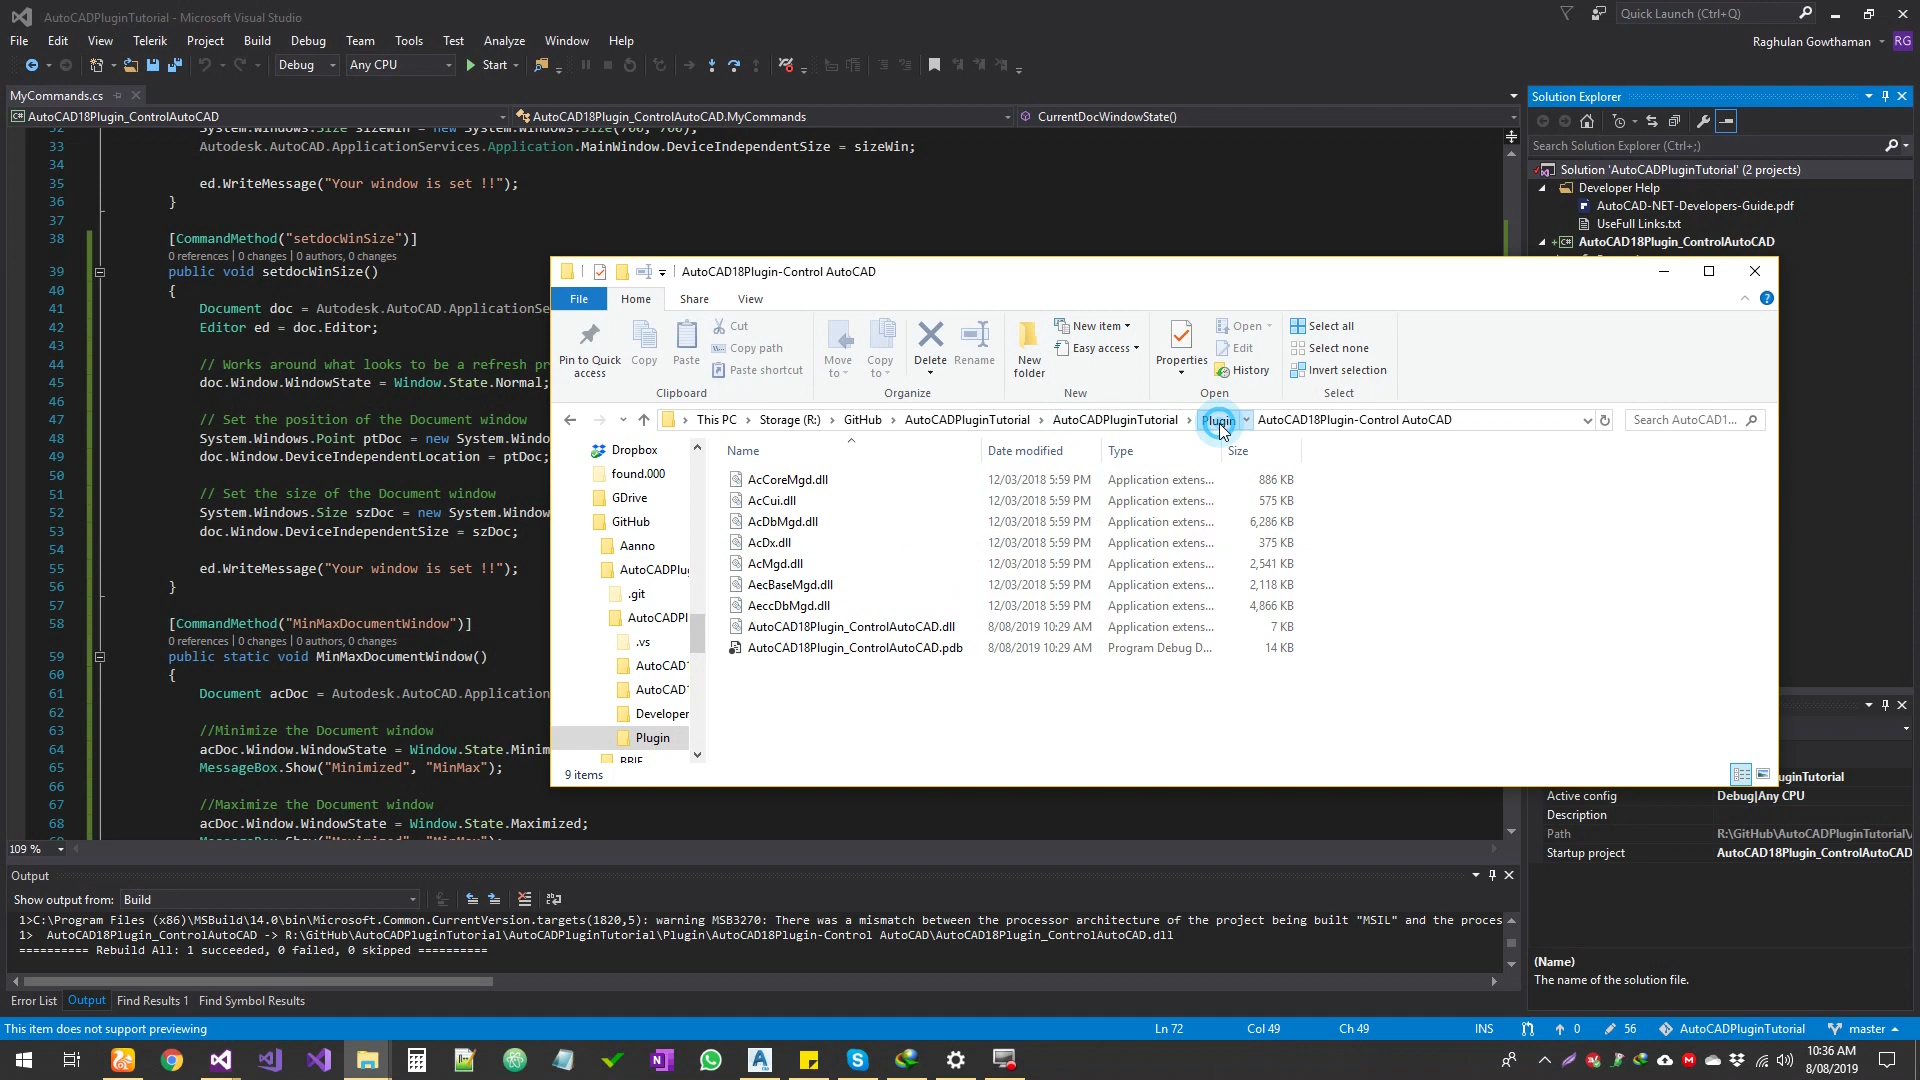 AutoCADPluginTutorial - Microsoft Visual Studio
Quick Launch (Ctrl+Q)
File Edit View Telerik Project Build Debug Team Tools Test Analyze Window Help
Raghulan Gowthaman RG
Debug Any CPU Start
MyCommands.cs
AutoCAD18Plugin_ControlAutoCAD AutoCAD18Plugin_ControlAutoCAD.MyCommands CurrentDocWindowState()
33 Autodesk.AutoCAD.ApplicationServices.Application.MainWindow.DeviceIndependentSize = sizeWin;
34
35 ed.WriteMessage("Your window is set !!");
36 }
37
38 [CommandMethod("setdocWinSize")]
0 references | 0 changes | 0 authors, 0 changes
39 public void setdocWinSize()
40 {
41 Document doc = Autodesk.AutoCAD.ApplicationSe
42 Editor ed = doc.Editor;
43
44 // Works around what looks to be a refresh pr
45 doc.Window.WindowState = Window.State.Normal;
46
47 // Set the position of the Document window
48 System.Windows.Point ptDoc = new System.Windo
49 doc.Window.DeviceIndependentLocation = ptDoc;
50
51 // Set the size of the Document window
52 System.Windows.Size szDoc = new System.Window
53 doc.Window.DeviceIndependentSize = szDoc;
54
55 ed.WriteMessage("Your window is set !!");
56 }
57
58 [CommandMethod("MinMaxDocumentWindow")]
0 references | 0 changes | 0 authors, 0 changes
59 public static void MinMaxDocumentWindow()
60 {
61 Document acDoc = Autodesk.AutoCAD.Application
62
63 //Minimize the Document window
64 acDoc.Window.WindowState = Window.State.Minim
65 MessageBox.Show("Minimized", "MinMax");
66
67 //Maximize the Document window
68 acDoc.Window.WindowState = Window.State.Maximized;
109 %
Solution Explorer
Search Solution Explorer (Ctrl+;)
Solution 'AutoCADPluginTutorial' (2 projects)
Developer Help
AutoCAD-NET-Developers-Guide.pdf
UseFull Links.txt
AutoCAD18Plugin_ControlAutoCAD
AutoCAD18Plugin-Control AutoCAD
File Home Share View
Pin to Quick access
Copy
Paste
Cut
Copy path
Paste shortcut
Clipboard
Move to
Copy to
Delete
Rename
Organize
New folder
New item
Easy access
New
Properties
Open
Edit
History
Open
Select all
Select none
Invert selection
Select
This PC Storage (R:) GitHub AutoCADPluginTutorial AutoCADPluginTutorial Plugin AutoCAD18Plugin-Control AutoCAD
Search AutoCAD1...
Dropbox
found.000
GDrive
GitHub
Aanno
AutoCADPlu
.git
AutoCADPl
.vs
AutoCAD1
AutoCAD1
Developer
Plugin
Name Date modified Type Size
AcCoreMgd.dll 12/03/2018 5:59 PM Application extens... 886 KB
AcCui.dll 12/03/2018 5:59 PM Application extens... 575 KB
AcDbMgd.dll 12/03/2018 5:59 PM Application extens... 6,286 KB
AcDx.dll 12/03/2018 5:59 PM Application extens... 375 KB
AcMgd.dll 12/03/2018 5:59 PM Application extens... 2,541 KB
AecBaseMgd.dll 12/03/2018 5:59 PM Application extens... 2,118 KB
AeccDbMgd.dll 12/03/2018 5:59 PM Application extens... 4,866 KB
AutoCAD18Plugin_ControlAutoCAD.dll 8/08/2019 10:29 AM Application extens... 7 KB
AutoCAD18Plugin_ControlAutoCAD.pdb 8/08/2019 10:29 AM Program Debug D... 14 KB
9 items
uginTutorial
Active config Debug|Any CPU
Description
Path R:\GitHub\AutoCADPluginTutorial\
Startup project AutoCAD18Plugin_ControlAutoCAD
(Name)
The name of the solution file.
Output
Show output from: Build
1>C:\Program Files (x86)\MSBuild\14.0\bin\Microsoft.Common.CurrentVersion.targets(1820,5): warning MSB3270: There was a mismatch between the processor architecture of the project being built "MSIL" and the proces
1> AutoCAD18Plugin_ControlAutoCAD -> R:\GitHub\AutoCADPluginTutorial\AutoCADPluginTutorial\Plugin\AutoCAD18Plugin-Control AutoCAD\AutoCAD18Plugin_ControlAutoCAD.dll
========== Rebuild All: 1 succeeded, 0 failed, 0 skipped ==========
Error List Output Find Results 1 Find Symbol Results
This item does not support previewing Ln 72 Col 49 Ch 49 INS 0 56 AutoCADPluginTutorial master
10:36 AM
8/08/2019